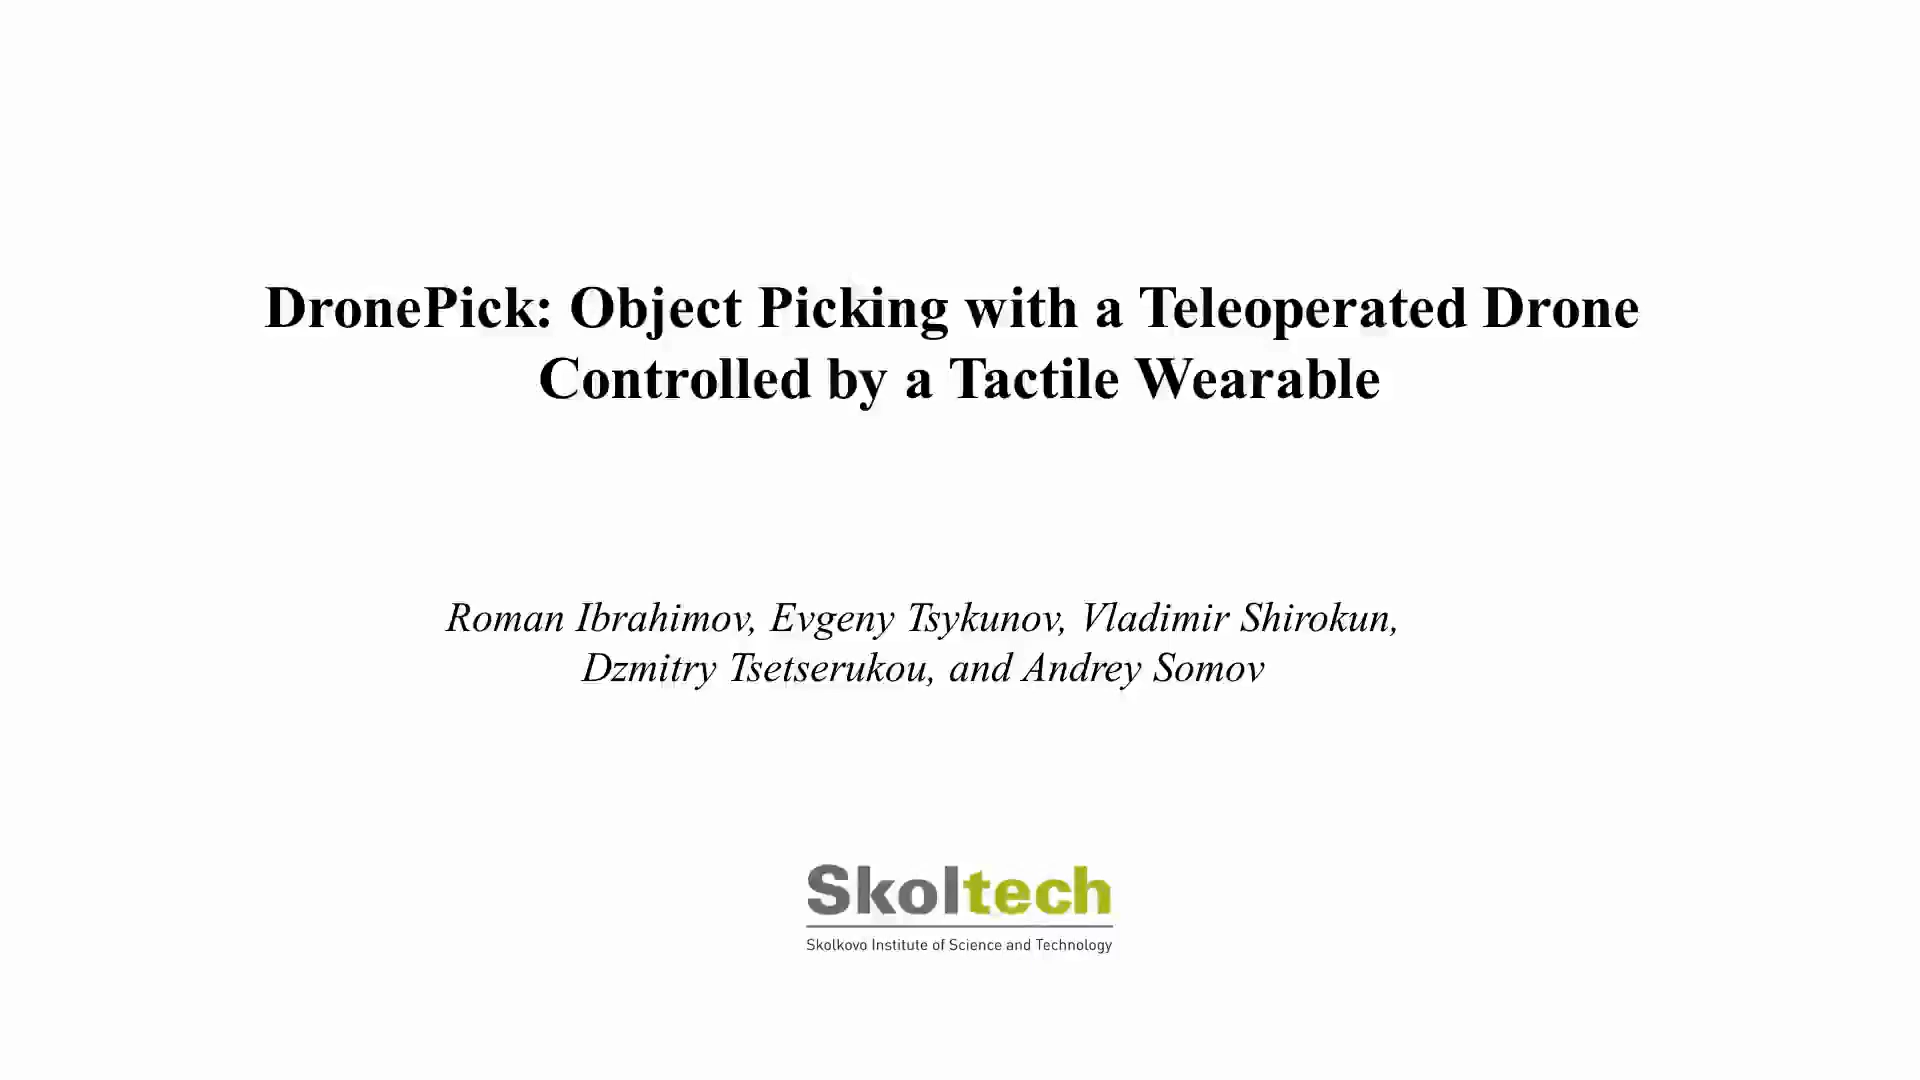 DronePick: Object Picking with a Teleoperated Drone
Controlled by a Tactile Wearable
Roman Ibrahimov, Evgeny Tsykunov, Vladimir Shirokun,
Dzmitry Tsetserukou, and Andrey Somov
Skoltech
Skolkovo Institute of Science and Technology